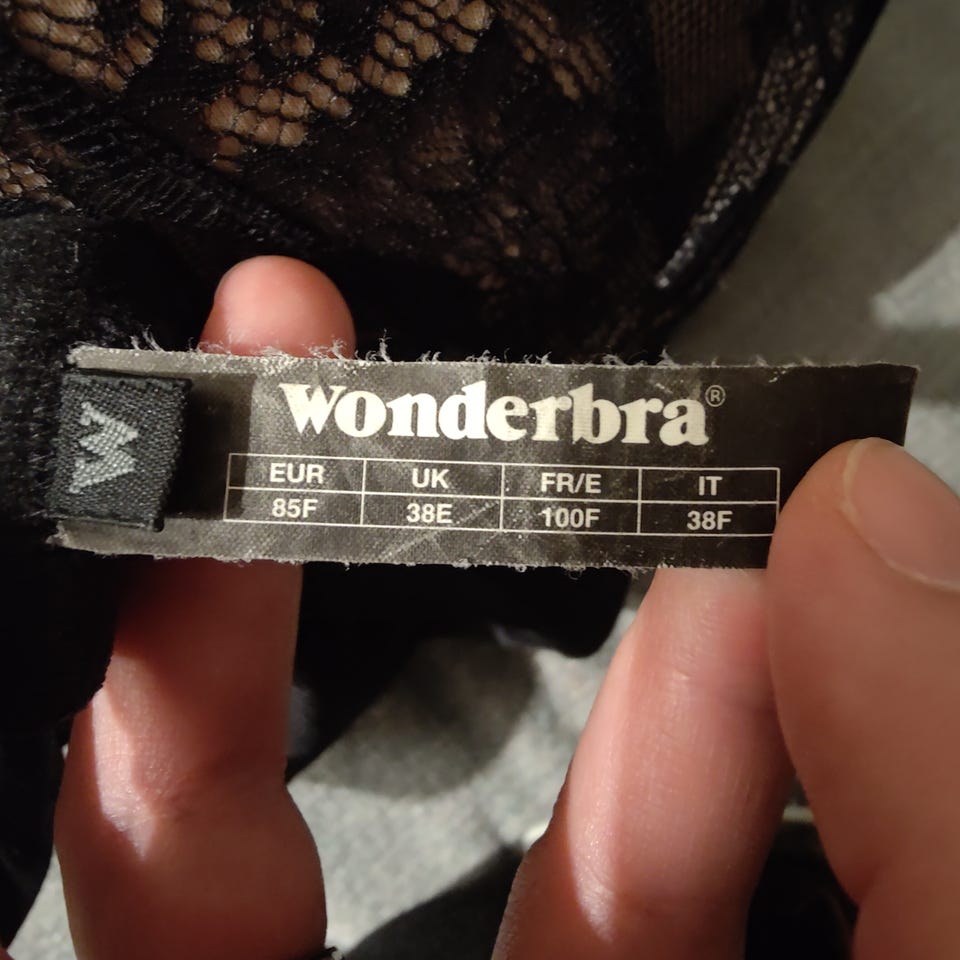 Wonderbra®
EUR UK FR/E IT
85F 38E 100F 38F
W